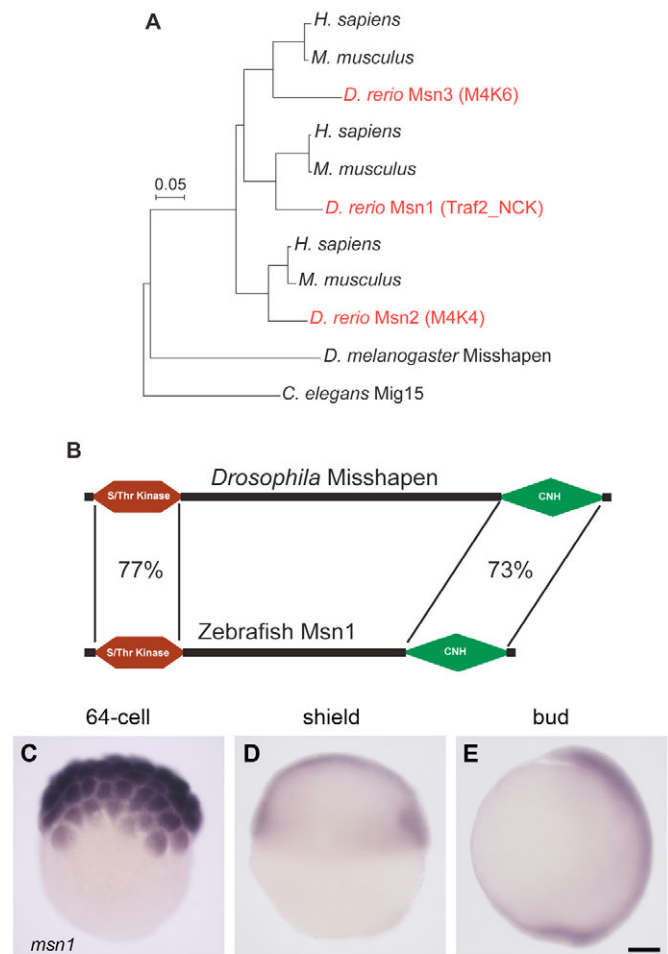 A
H. sapiens
M. musculus
D. rerio Msn3 (M4K6)
H. sapiens
M. musculus
0.05
D. rerio Msn1 (Traf2_NCK)
H. sapiens
M. musculus
D. rerio Msn2 (M4K4)
D. melanogaster Misshapen
C. elegans Mig15
B
Drosophila Misshapen
S/Thr Kinase
CNH
77%
73%
Zebrafish Msn1
S/Thr Kinase
CNH
64-cell
shield
bud
C
D
E
msn1